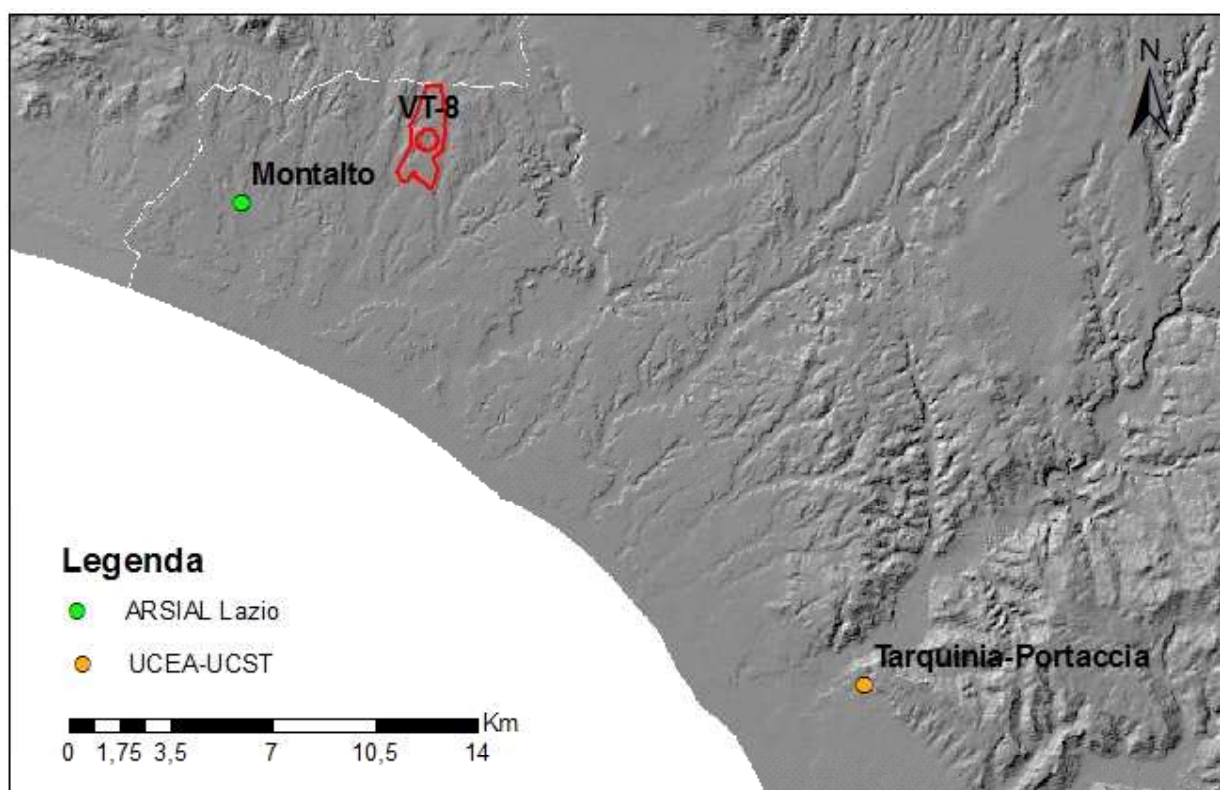 N
VT-8
Montalto
Legenda
ARSIAL Lazio
UCEA-UCST
Tarquinia-Portaccia
Km
0 1,75 3,5 7 10,5 14